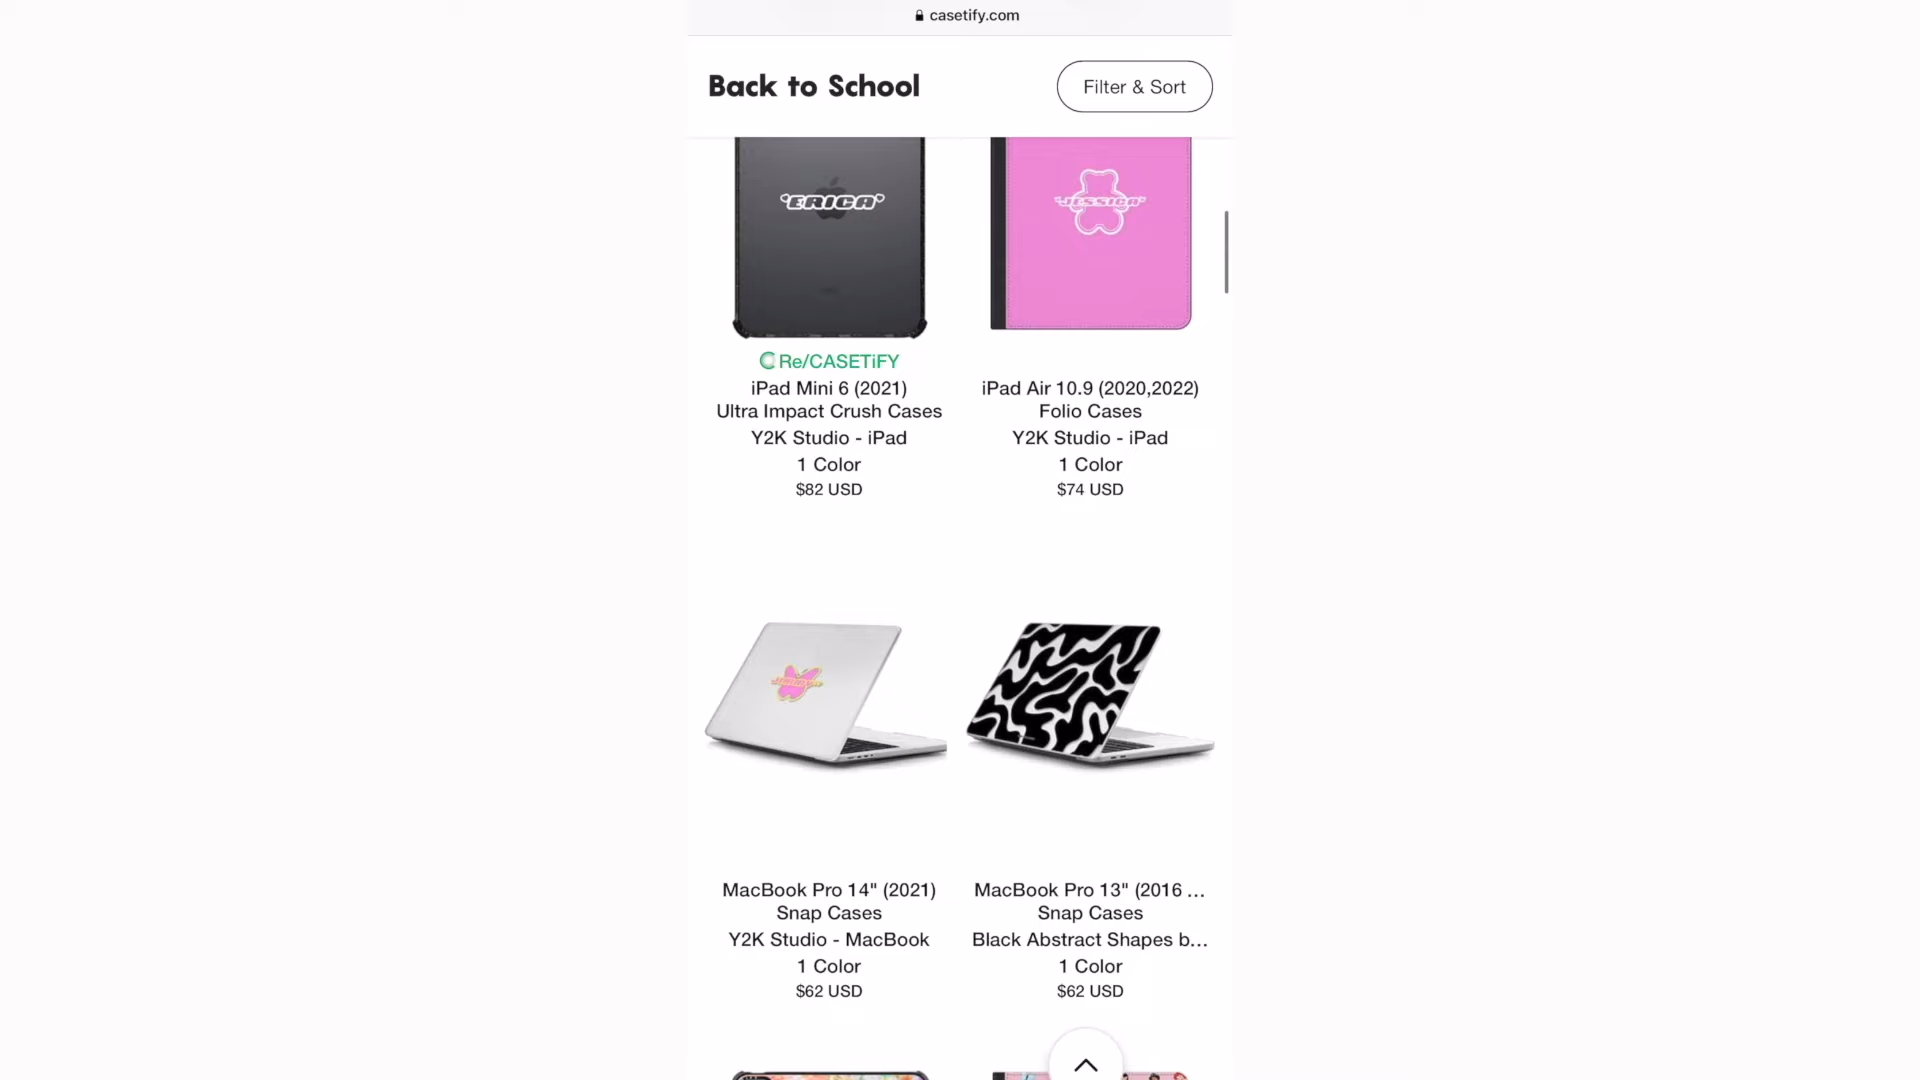 casetify.com
Back to School
Filter & Sort
ERICA
JESSICA
Re/CASETiFY
iPad Mini 6 (2021)
Ultra Impact Crush Cases
Y2K Studio - iPad
1 Color
$82 USD
iPad Air 10.9 (2020,2022)
Folio Cases
Y2K Studio - iPad
1 Color
$74 USD
MacBook Pro 14" (2021)
Snap Cases
Y2K Studio - MacBook
1 Color
$62 USD
MacBook Pro 13" (2016 ...
Snap Cases
Black Abstract Shapes b...
1 Color
$62 USD